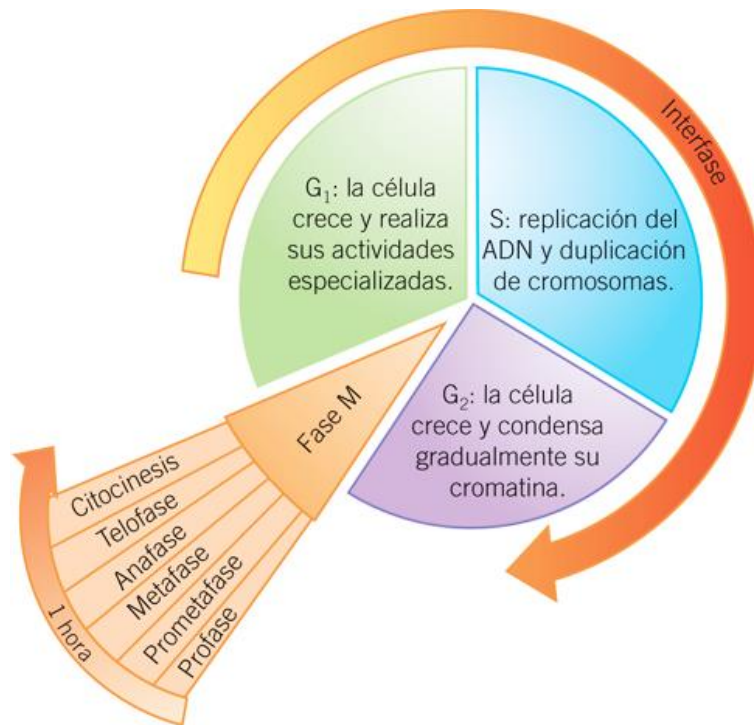 Interfase
G₁: la célula
crece y realiza
sus actividades
especializadas.
S: replicación del
ADN y duplicación
de cromosomas.
G₂: la célula
crece y condensa
gradualmente su
cromatina.
Fase M
Citocinesis
Telofase
Anafase
Metafase
Prometafase
Profase
1 hora